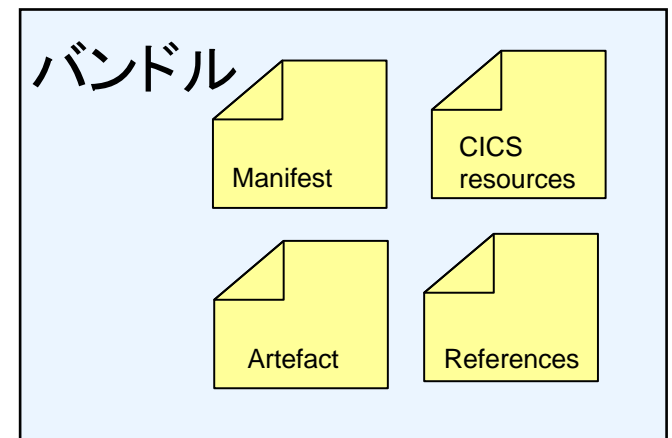 バンドル
Manifest
CICS
resources
Artefact
References